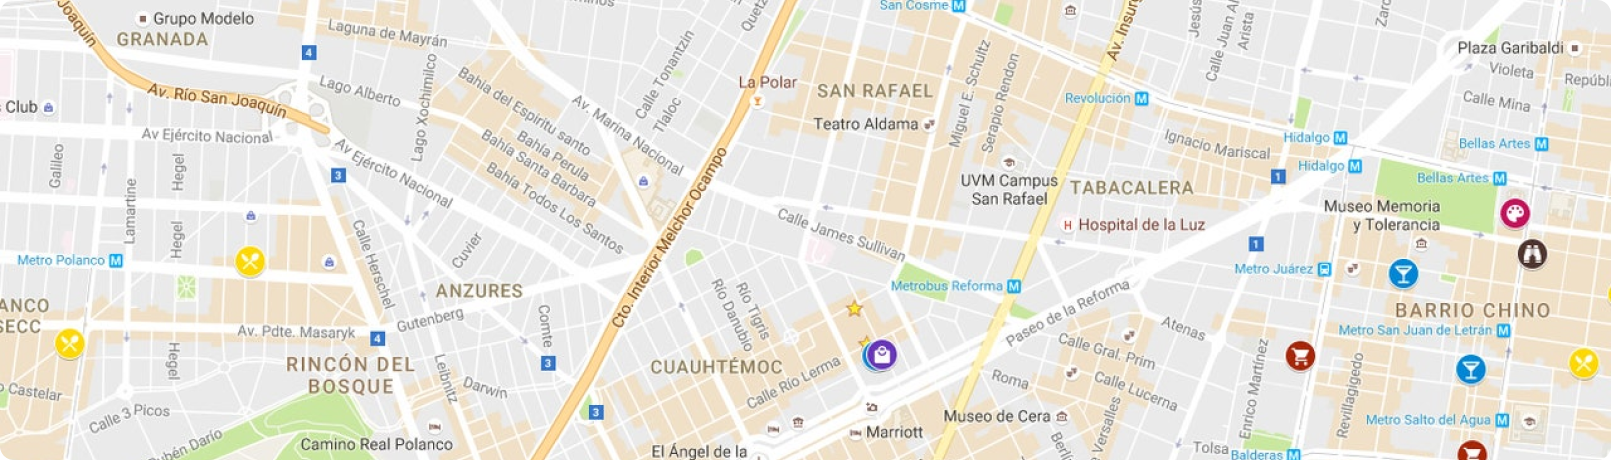 Joaquín
Grupo Modelo
GRANADA
4
Laguna de Mayrán
Quetz
San Cosme M
Av. Insurg
Jesús
Calle Juan Al
Arista
Zarc
Plaza Garibaldi
Violeta
Repúbli
s Club
Av. Río San Joaquín
Lago Alberto
Lago Xochimilco
Bahía del Espiritu santo
Calle Tonantzin
Tlaloc
La Polar
SAN RAFAEL
Miguel E. Schultz
Serapio Rendon
Revolución M
Calle Mina
Av Ejército Nacional
Av Ejército Nacional
Bahía Perula
Bahía Santa Barbara
Bahía Todos Los Santos
Av. Marina Nacional
Teatro Aldama
Ignacio Mariscal
Hidalgo M
Hidalgo M
Bellas Artes M
Bellas Artes M
Galileo
Hegel
3
Lamartine
UVM Campus
San Rafael
TABACALERA
1
Museo Memoria
y Tolerancia
Hegel
Calle Herschel
Cuvier
Cto. Interior Melchor Ocampo
Calle James Sullivan
H Hospital de la Luz
1
Metro Polanco M
Metro Juárez
ANZURES
Río Tigris
Río Danubio
Metrobus Reforma M
Paseo de la Reforma
ANCO
SECC
Gutenberg
Comte
BARRIO CHINO
Av. Pdte. Masaryk
4
Atenas
Metro San Juan de Letrán M
Hegel
RINCÓN DEL
BOSQUE
Leibnitz
3
CUAUHTÉMOC
Calle Río Lerma
Calle Gral. Prim
Enrico Martínez
Revillagigedo
o Castelar
Darwin
Roma
Calle Lucerna
Calle 3 Picos
3
Museo de Cera
e Versalles
Metro Salto del Agua M
Rubén Darío
Camino Real Polanco
El Ángel de la
Marriott
Berlí
Tolsa
Balderas M